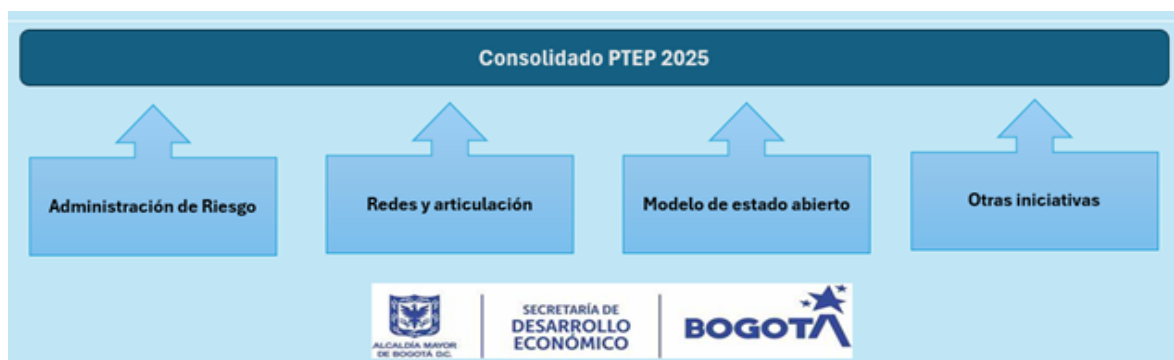 Consolidado PTEP 2025
Administración de Riesgo
Redes y articulación
Modelo de estado abierto
Otras iniciativas
ALCALDÍA MAYOR
DE BOGOTÁ D.C.
SECRETARÍA DE
DESARROLLO
ECONÓMICO
BOGOTÁ